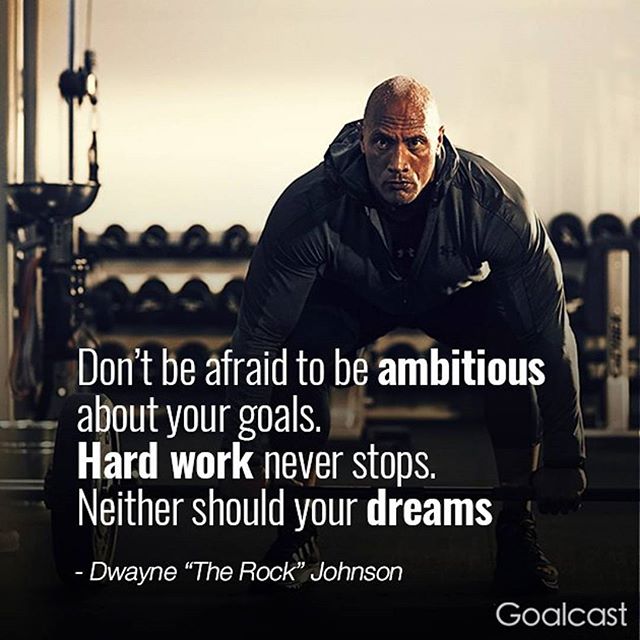 Don't be afraid to be ambitious
about your goals.
Hard work never stops.
Neither should your dreams
- Dwayne “The Rock” Johnson
Goalcast